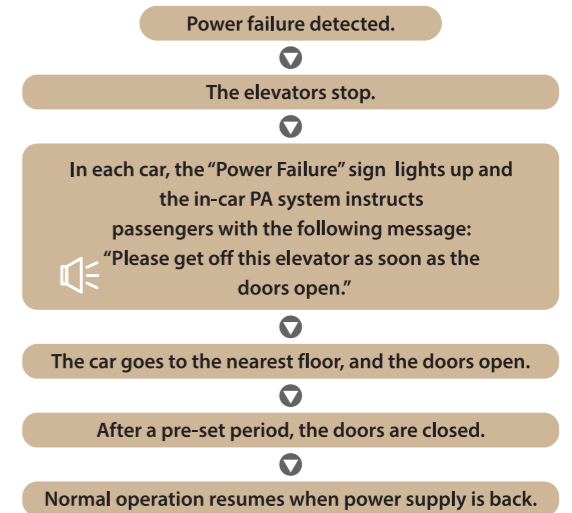 Power failure detected.
The elevators stop.
In each car, the “Power Failure” sign lights up and
the in-car PA system instructs
passengers with the following message:
“Please get off this elevator as soon as the
doors open.”
The car goes to the nearest floor, and the doors open.
After a pre-set period, the doors are closed.
Normal operation resumes when power supply is back.